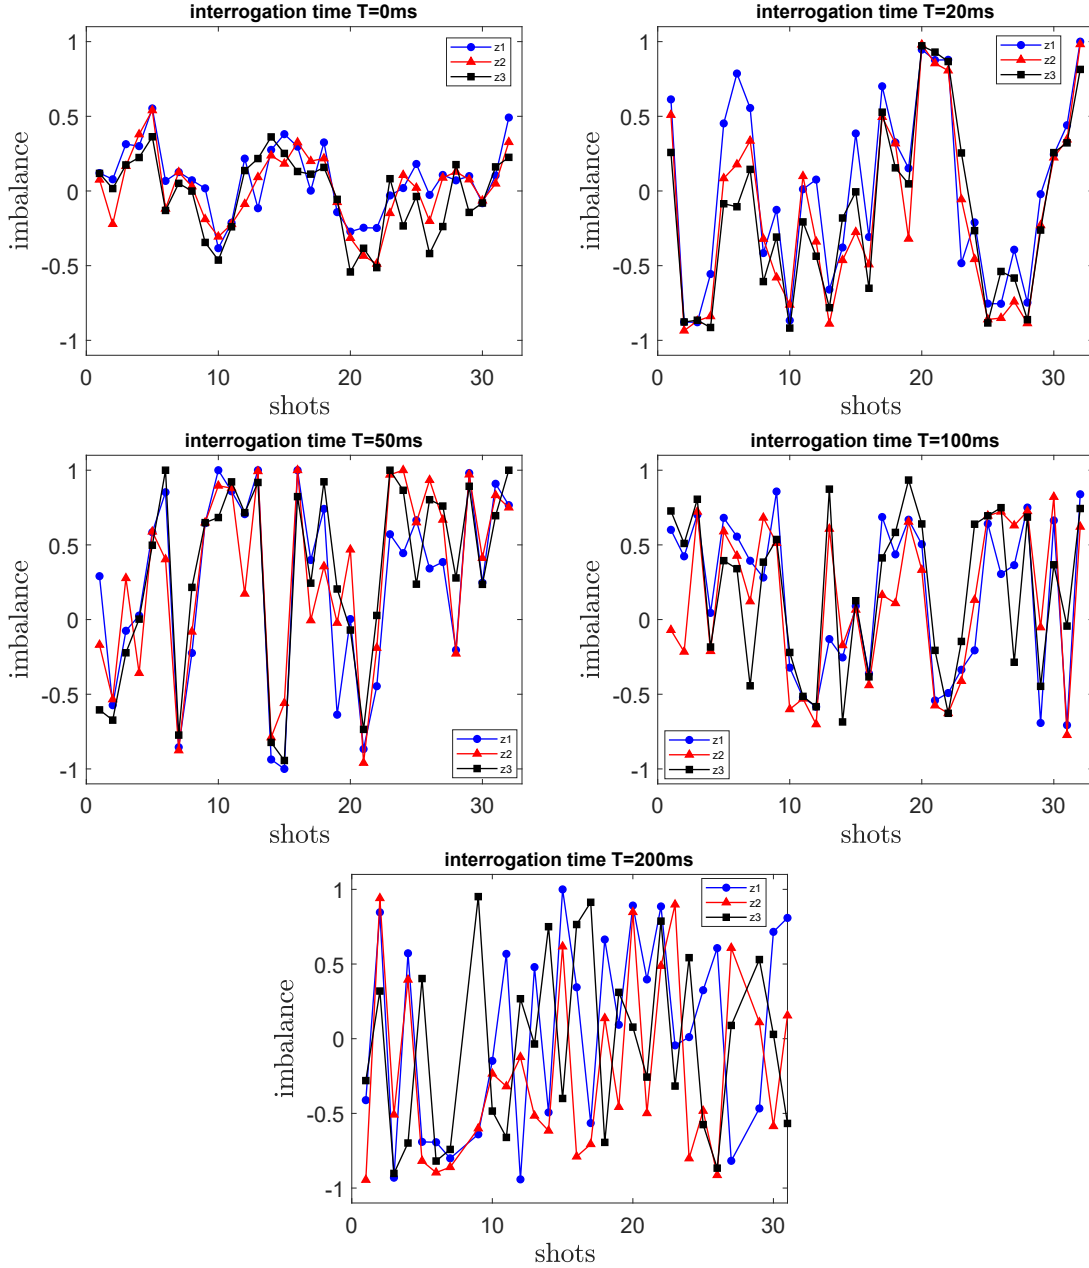 interrogation time T=0ms
imbalance
1
0.5
0
-0.5
-1
z1
z2
z3
0 10 20 30
shots
interrogation time T=20ms
imbalance
1
0.5
0
-0.5
-1
z1
z2
z3
0 10 20 30
shots
interrogation time T=50ms
imbalance
1
0.5
0
-0.5
-1
z1
z2
z3
0 10 20 30
shots
interrogation time T=100ms
imbalance
1
0.5
0
-0.5
-1
z1
z2
z3
0 10 20 30
shots
interrogation time T=200ms
imbalance
1
0.5
0
-0.5
-1
z1
z2
z3
0 10 20 30
shots